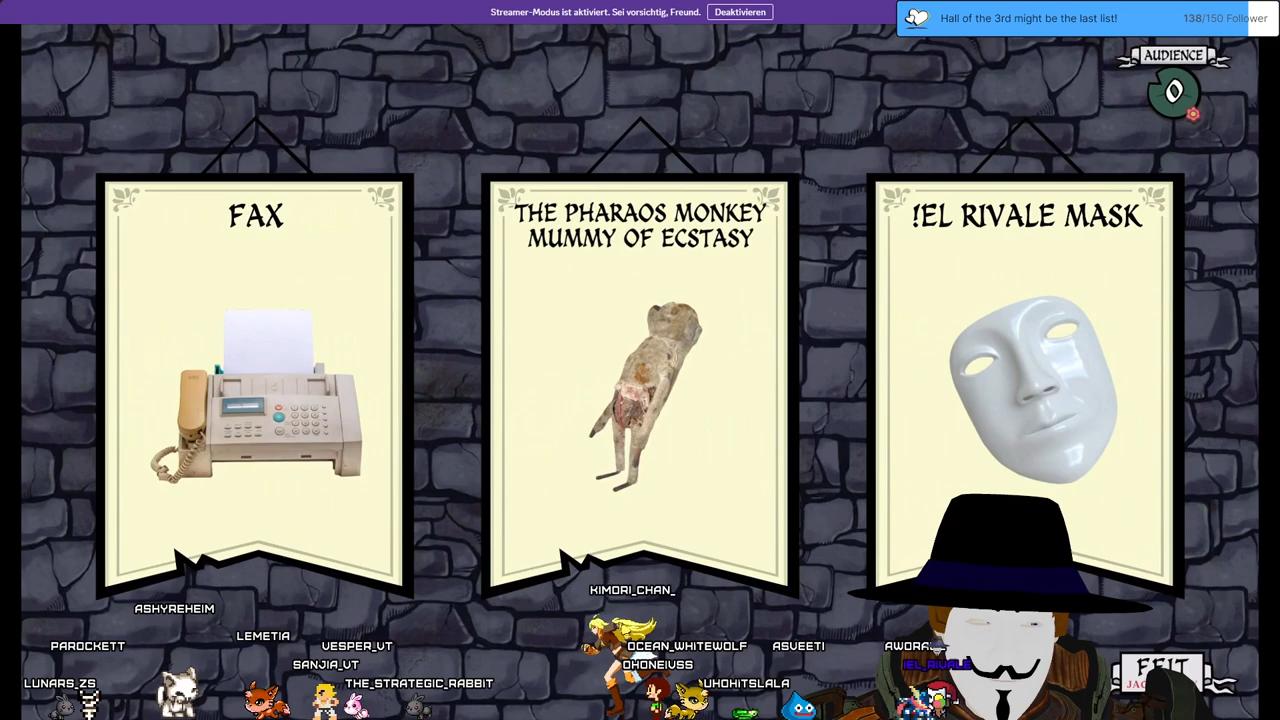 Streamer-Modus ist aktiviert. Sei vorsichtig, Freund. Deaktivieren
Hall of the 3rd might be the last list! 138/150 Follower
AUDIENCE
0
FAX
THE PHARAOS MONKEY
MUMMY OF ECSTASY
!EL RIVALE MASK
KIMORI_CHAN_
ASHYREHEIM
LEMETIA
PAROCKETT
VESPER_VT
OCEAN_WHITEWOLF
ASVEETI
SANJIA_VT
OHONEIVSS
!EL_RIVALE
LUNARS_ZS
THE_STRATEGIC_RABBIT
UHOHITSLALA